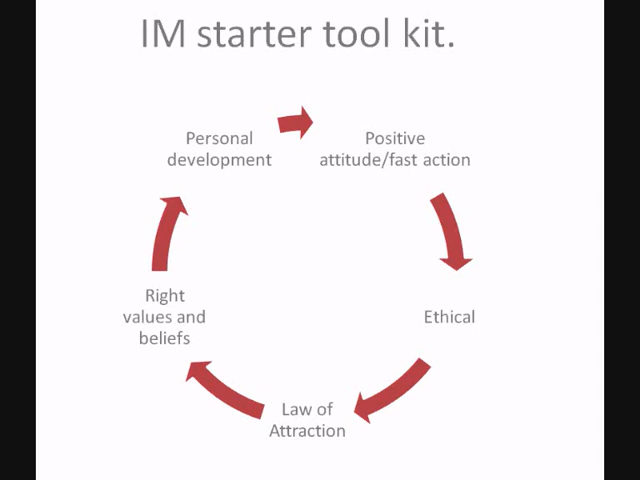 IM starter tool kit.
Personal
development
Positive
attitude/fast action
Ethical
Law of
Attraction
Right
values and
beliefs